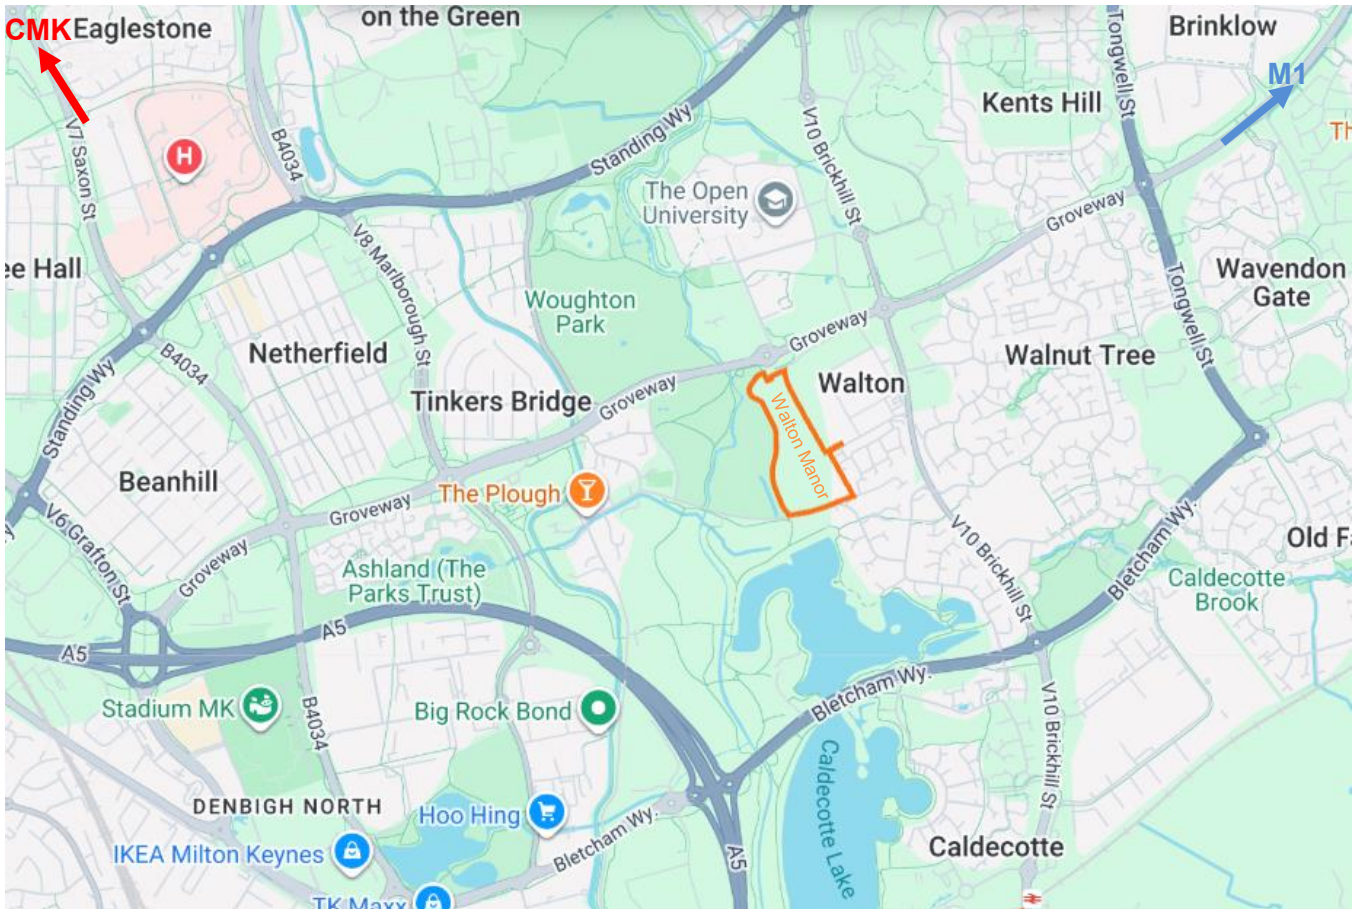 CMK
Eaglestone
on the Green
Tongwell St
Brinklow
M1
Kents Hill
Th
V7 Saxon St
H
B4034
Standing Wy
V10 Brickhill St
The Open
University
Groveway
ee Hall
V8 Marlborough St
Woughton
Park
Tongwell St
Wavendon
Gate
Netherfield
B4034
Standing Wy
Groveway
Walnut Tree
Tinkers Bridge
Groveway
Walton
Walton Manor
Beanhill
The Plough
Groveway
V6 Grafton St
Groveway
V10 Brickhill St
Bletcham Wy.
Old Fa
Ashland (The
Parks Trust)
Caldecotte
Brook
A5
A5
Stadium MK
B4034
Big Rock Bond
Bletcham Wy.
V10 Brickhill St
Caldecotte Lake
DENBIGH NORTH
Hoo Hing
Bletcham Wy.
A5
IKEA Milton Keynes
Caldecotte
TK Maxx